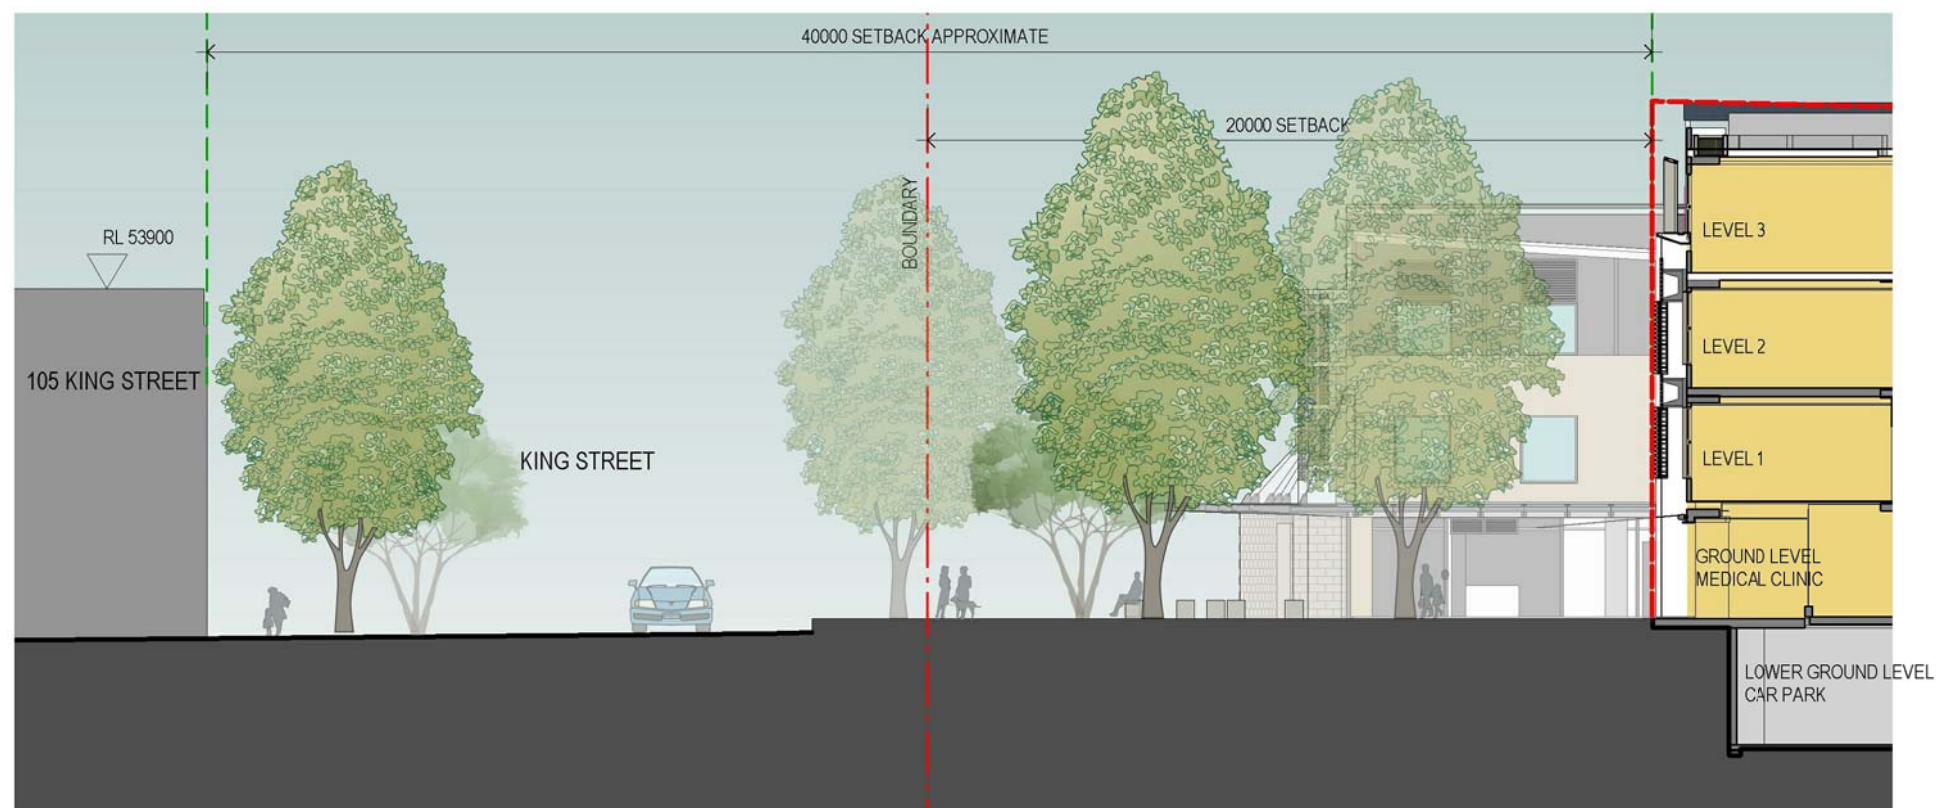 40000 SETBACK APPROXIMATE
20000 SETBACK
BOUNDARY
RL 53900
LEVEL 3
LEVEL 2
105 KING STREET
KING STREET
LEVEL 1
GROUND LEVEL
MEDICAL CLINIC
LOWER GROUND LEVEL
CAR PARK